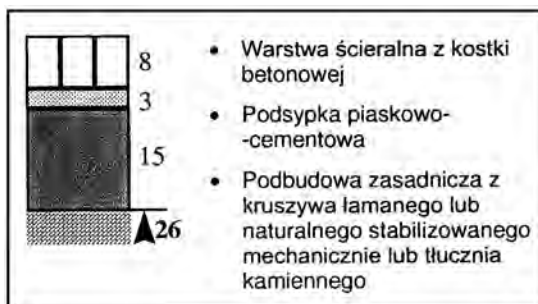 8
3
15
26
• Warstwa ścieralna z kostki
betonowej
• Podsypka piaskowo-
-cementowa
• Podbudowa zasadnicza z
kruszywa łamanego lub
naturalnego stabilizowanego
mechanicznie lub tłucznia
kamiennego